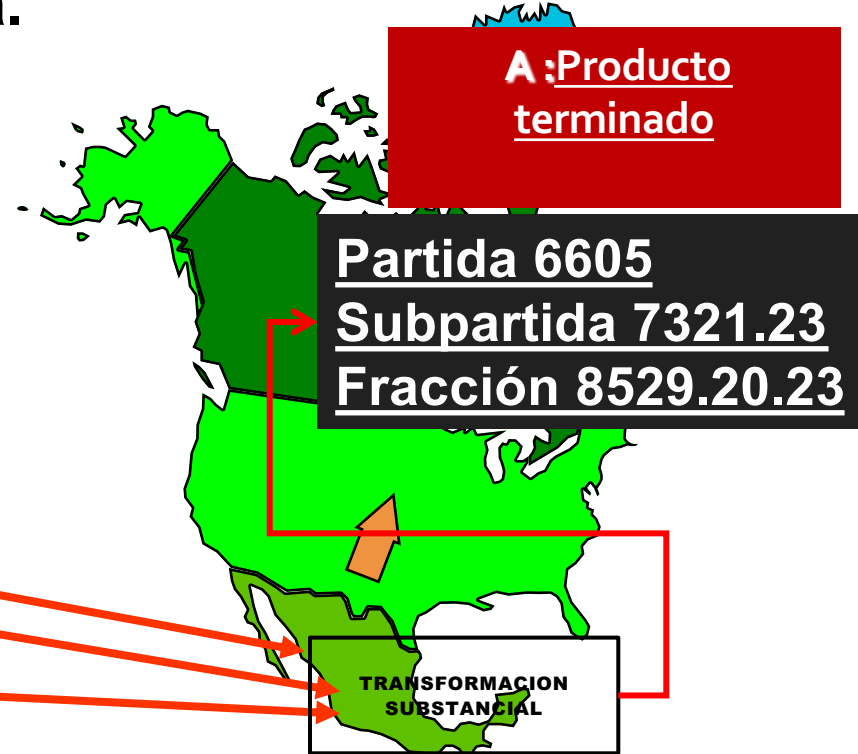 a.
A :Producto
terminado
Partida 6605
Subpartida 7321.23
Fracción 8529.20.23
TRANSFORMACION
SUBSTANCIAL